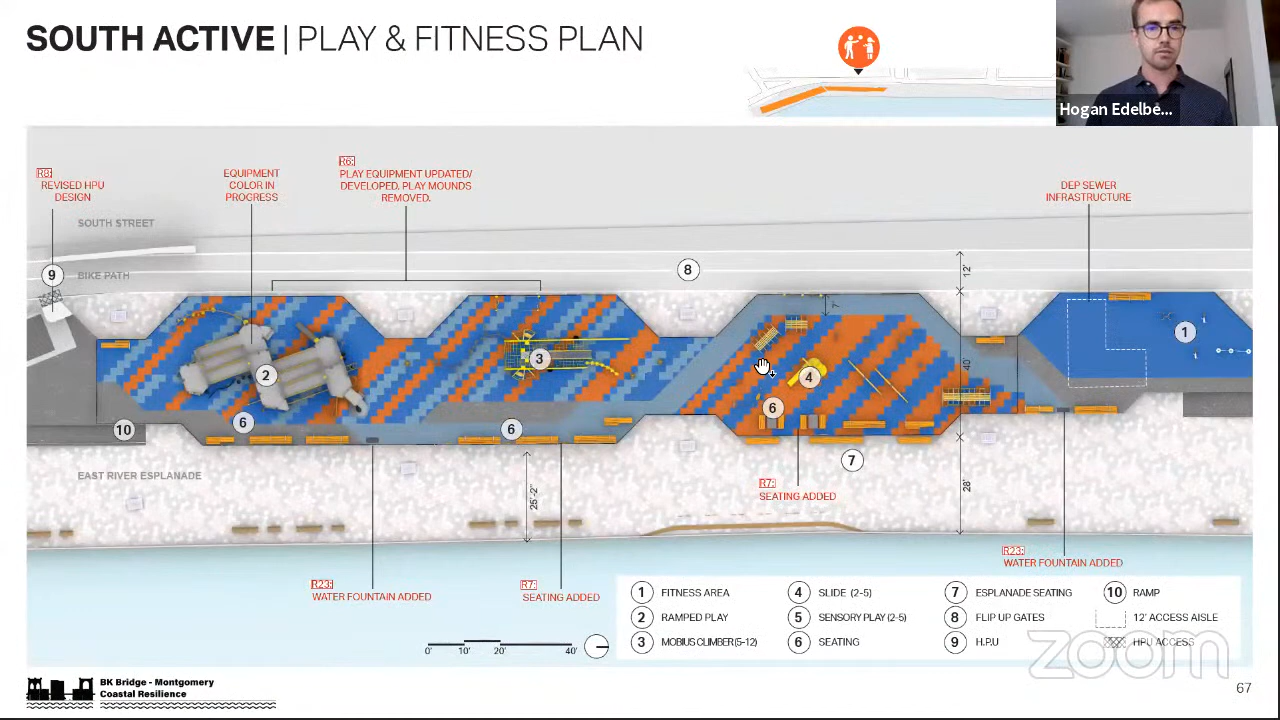 SOUTH ACTIVE | PLAY & FITNESS PLAN
Hogan Edelbe...
R8:
REVISED HPU
DESIGN
EQUIPMENT
COLOR IN
PROGRESS
R6:
PLAY EQUIPMENT UPDATED/
DEVELOPED. PLAY MOUNDS
REMOVED.
DEP SEWER
INFRASTRUCTURE
SOUTH STREET
BIKE PATH
9
8
12'
7'
1
2
3
4
40'
6
6
6
10
7
EAST RIVER ESPLANADE
25'-2"
28'
R7:
SEATING ADDED
R23:
WATER FOUNTAIN ADDED
R23:
WATER FOUNTAIN ADDED
R7:
SEATING ADDED
1 FITNESS AREA
2 RAMPED PLAY
3 MOBIUS CLIMBER (5-12)
4 SLIDE (2-5)
5 SENSORY PLAY (2-5)
6 SEATING
7 ESPLANADE SEATING
8 FLIP UP GATES
9 H.P.U
10 RAMP
12' ACCESS AISLE
HPU ACCESS
0' 10' 20' 40'
zoom
BK Bridge - Montgomery
Coastal Resilience
67